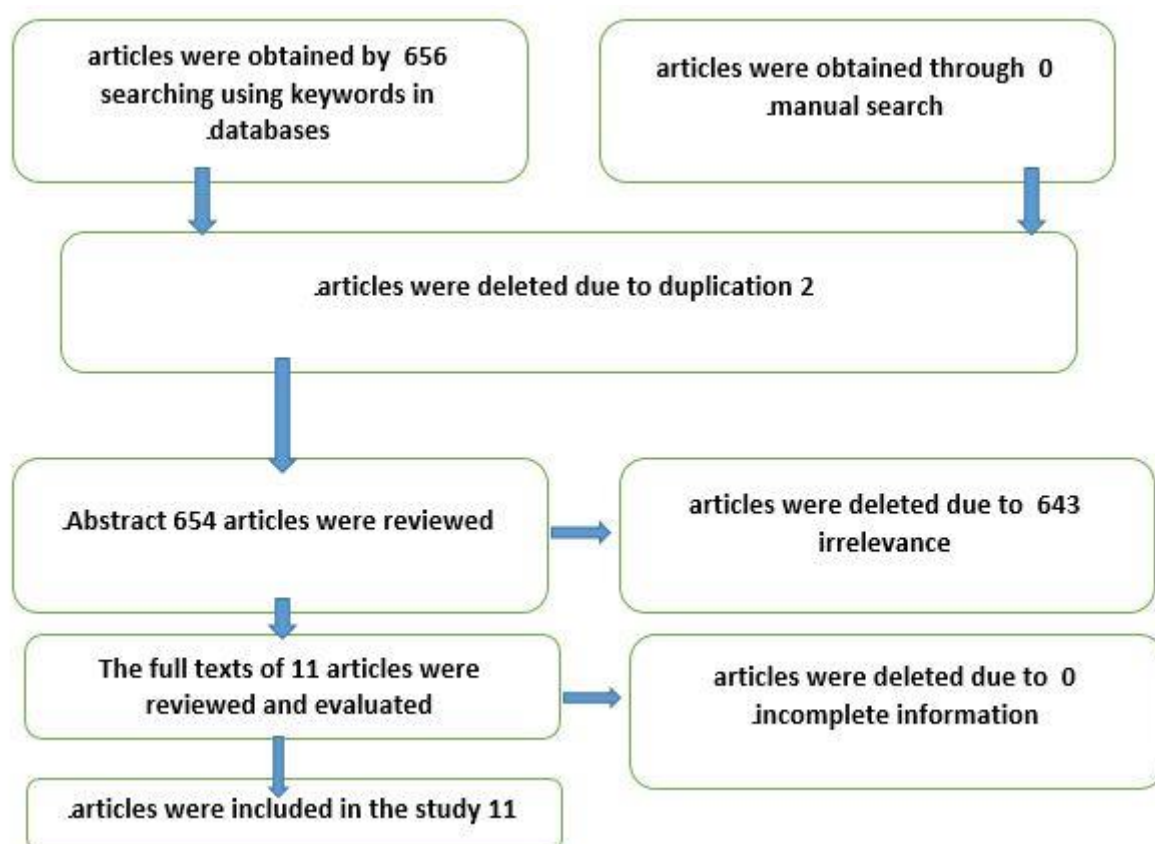 articles were obtained by 656
searching using keywords in
.databases
articles were obtained through 0
.manual search
.articles were deleted due to duplication 2
.Abstract 654 articles were reviewed
articles were deleted due to 643
irrelevance
The full texts of 11 articles were
reviewed and evaluated
articles were deleted due to 0
.incomplete information
.articles were included in the study 11